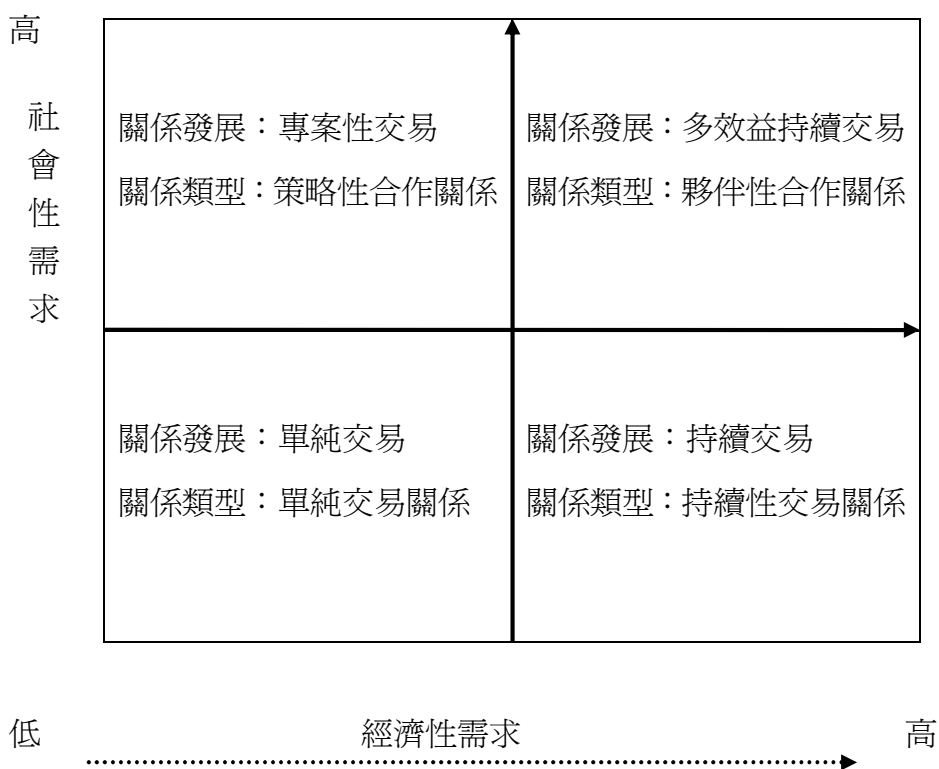 高
社會性需求
關係發展：專案性交易
關係類型：策略性合作關係
關係發展：多效益持續交易
關係類型：夥伴性合作關係
關係發展：單純交易
關係類型：單純交易關係
關係發展：持續交易
關係類型：持續性交易關係
低
經濟性需求
高